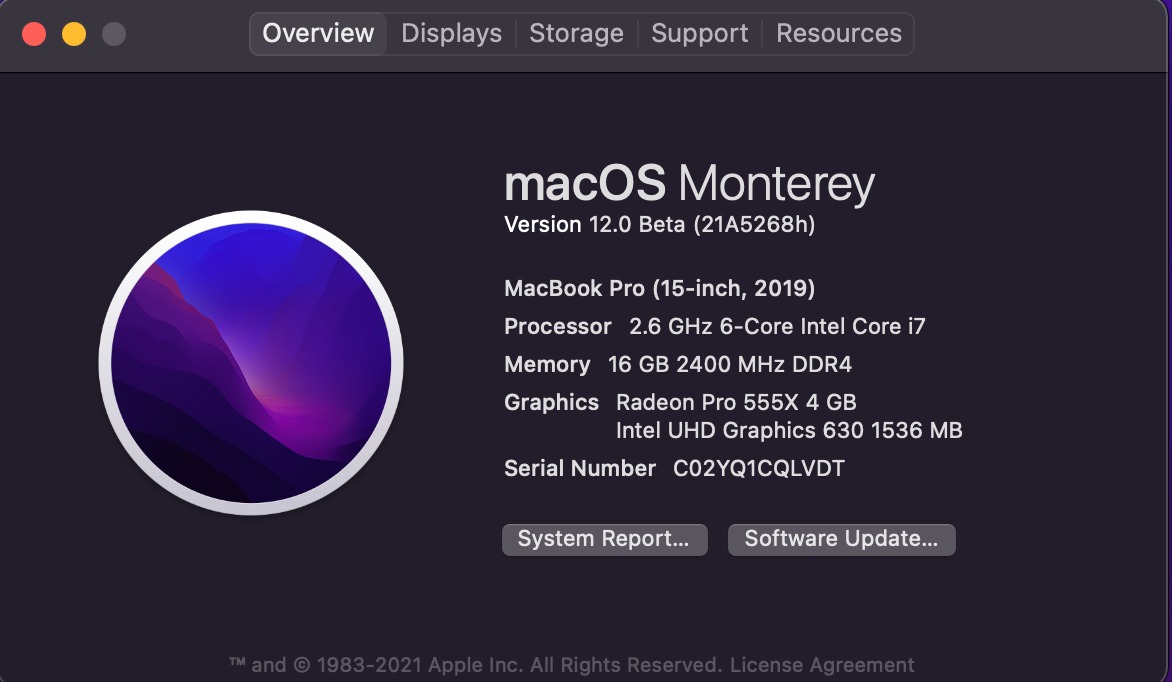 Overview Displays Storage Support Resources
macOS Monterey
Version 12.0 Beta (21A5268h)
MacBook Pro (15-inch, 2019)
Processor 2.6 GHz 6-Core Intel Core i7
Memory 16 GB 2400 MHz DDR4
Graphics Radeon Pro 555X 4 GB
Intel UHD Graphics 630 1536 MB
Serial Number C02YQ1CQLVDT
System Report... Software Update...
™ and © 1983-2021 Apple Inc. All Rights Reserved. License Agreement